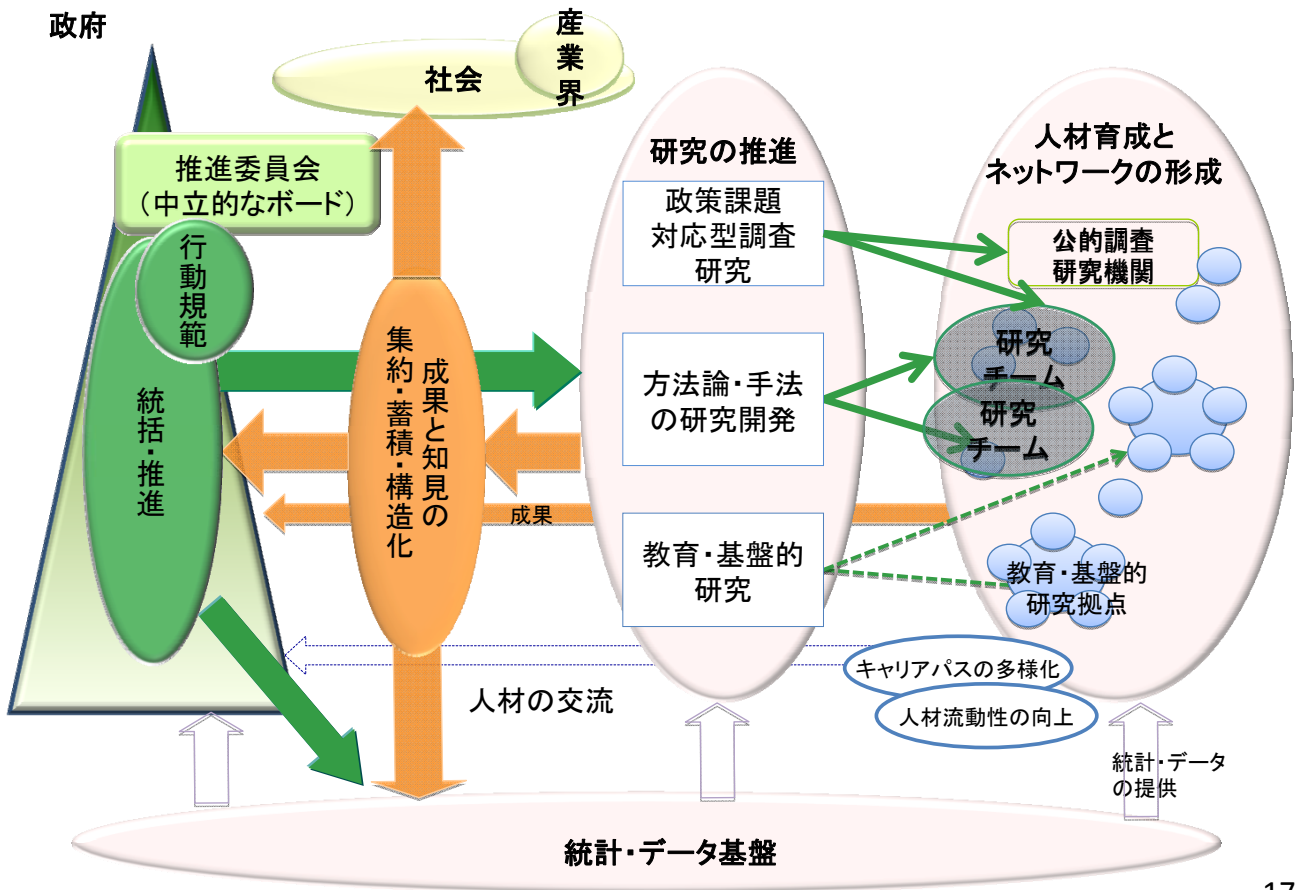 政府
産業界
社会
推進委員会
（中立的なボード）
行動規範
統括・推進
成果と知見の
集約・蓄積・構造化
研究の推進
政策課題
対応型調査
研究
方法論・手法
の研究開発
教育・基盤的
研究
人材育成と
ネットワークの形成
公的調査
研究機関
研究
チーム
研究
チーム
教育・基盤的
研究拠点
成果
キャリアパスの多様化
人材流動性の向上
人材の交流
統計・データ
の提供
統計・データ基盤
17